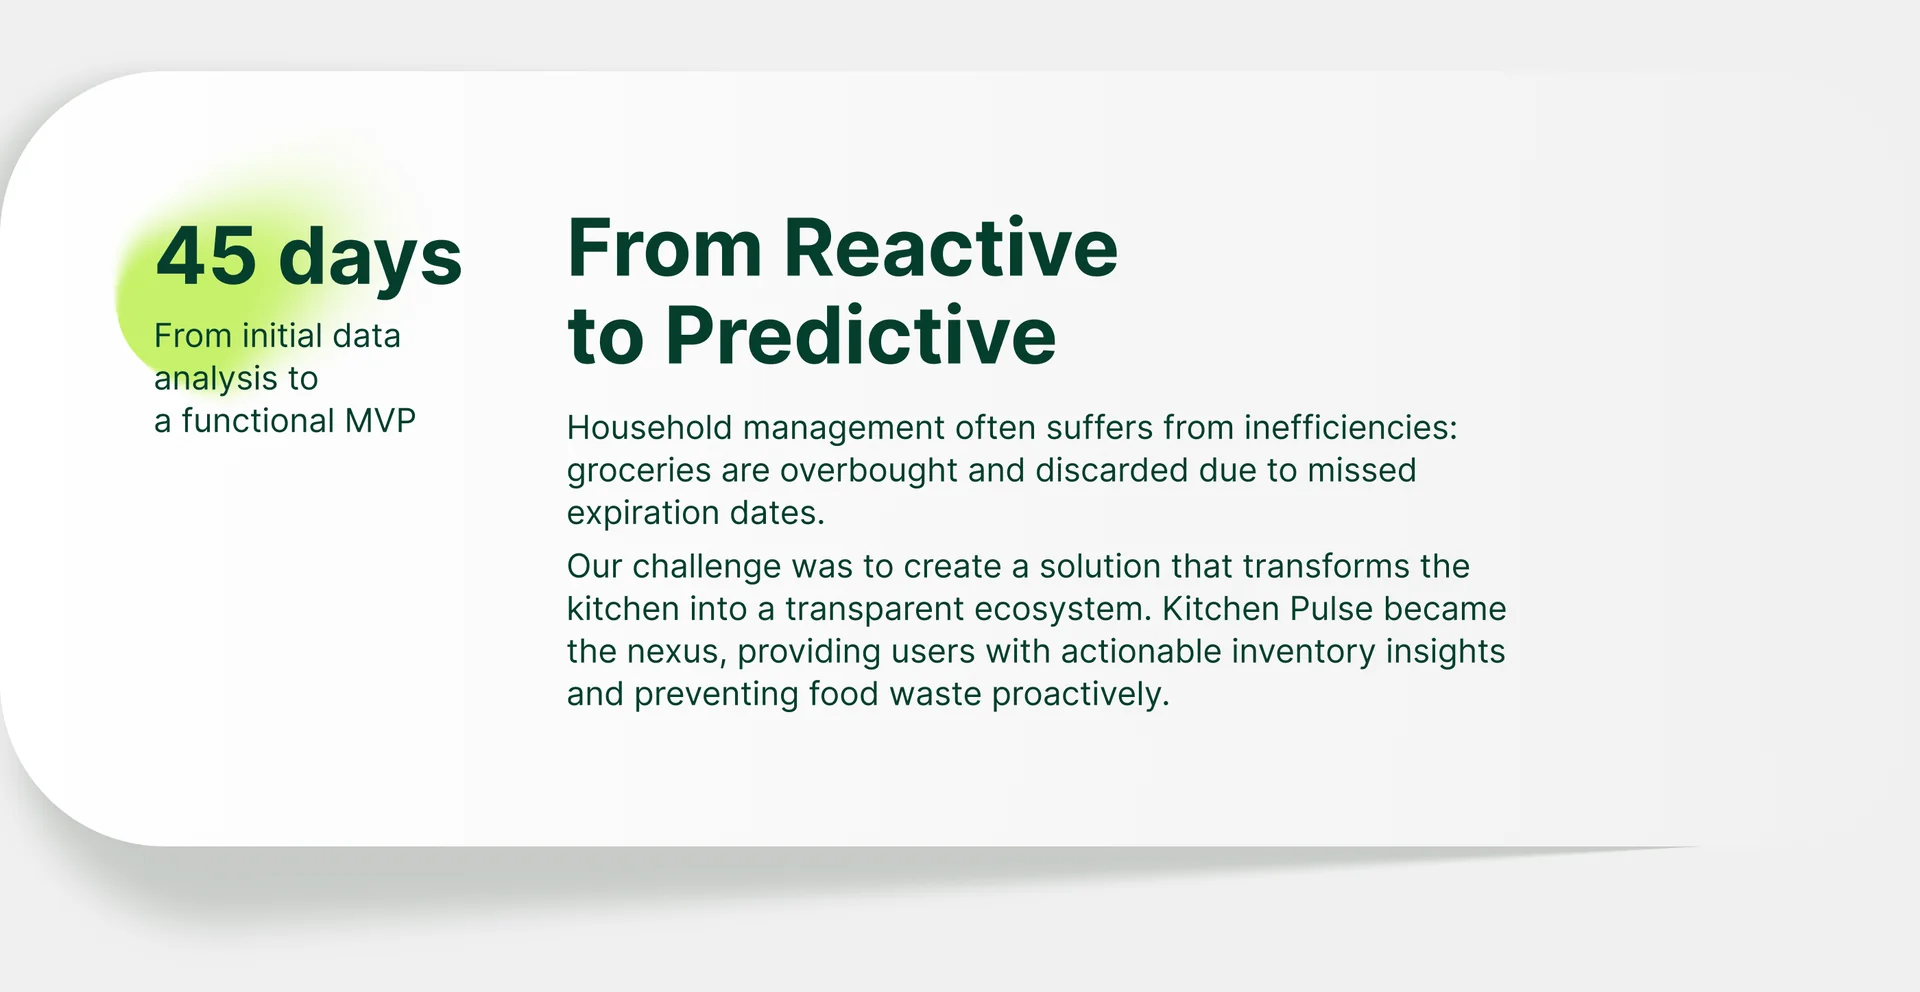 45 days
From initial data
analysis to
a functional MVP
From Reactive
to Predictive
Household management often suffers from inefficiencies:
groceries are overbought and discarded due to missed
expiration dates.
Our challenge was to create a solution that transforms the
kitchen into a transparent ecosystem. Kitchen Pulse became
the nexus, providing users with actionable inventory insights
and preventing food waste proactively.